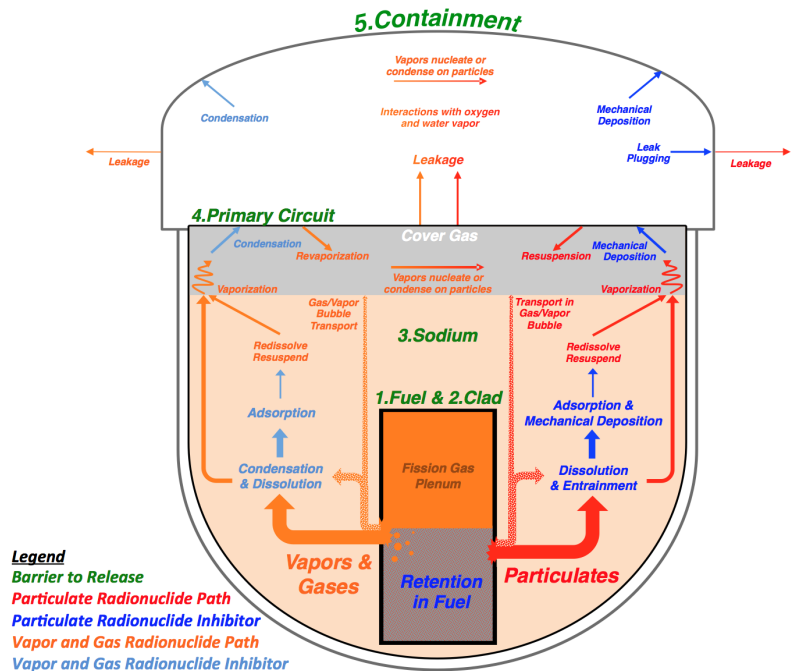 5.Containment
Vapors nucleate or
condense on particles
Condensation
Interactions with oxygen
and water vapor
Mechanical
Deposition
Leak
Plugging
Leakage
Leakage
Leakage
4.Primary Circuit
Cover Gas
Condensation
Revaporization
Mechanical
Deposition
Resuspension
Vapors nucleate or
condense on particles
Vaporization
Vaporization
Gas/Vapor
Bubble
Transport
Transport in
Gas/Vapor
Bubble
3.Sodium
Redissolve
Resuspend
Redissolve
Resuspend
1.Fuel & 2.Clad
Adsorption
Adsorption &
Mechanical Deposition
Condensation
& Dissolution
Fission Gas
Plenum
Dissolution
& Entrainment
Vapors &
Gases
Retention
in Fuel
Particulates
Legend
Barrier to Release
Particulate Radionuclide Path
Particulate Radionuclide Inhibitor
Vapor and Gas Radionuclide Path
Vapor and Gas Radionuclide Inhibitor